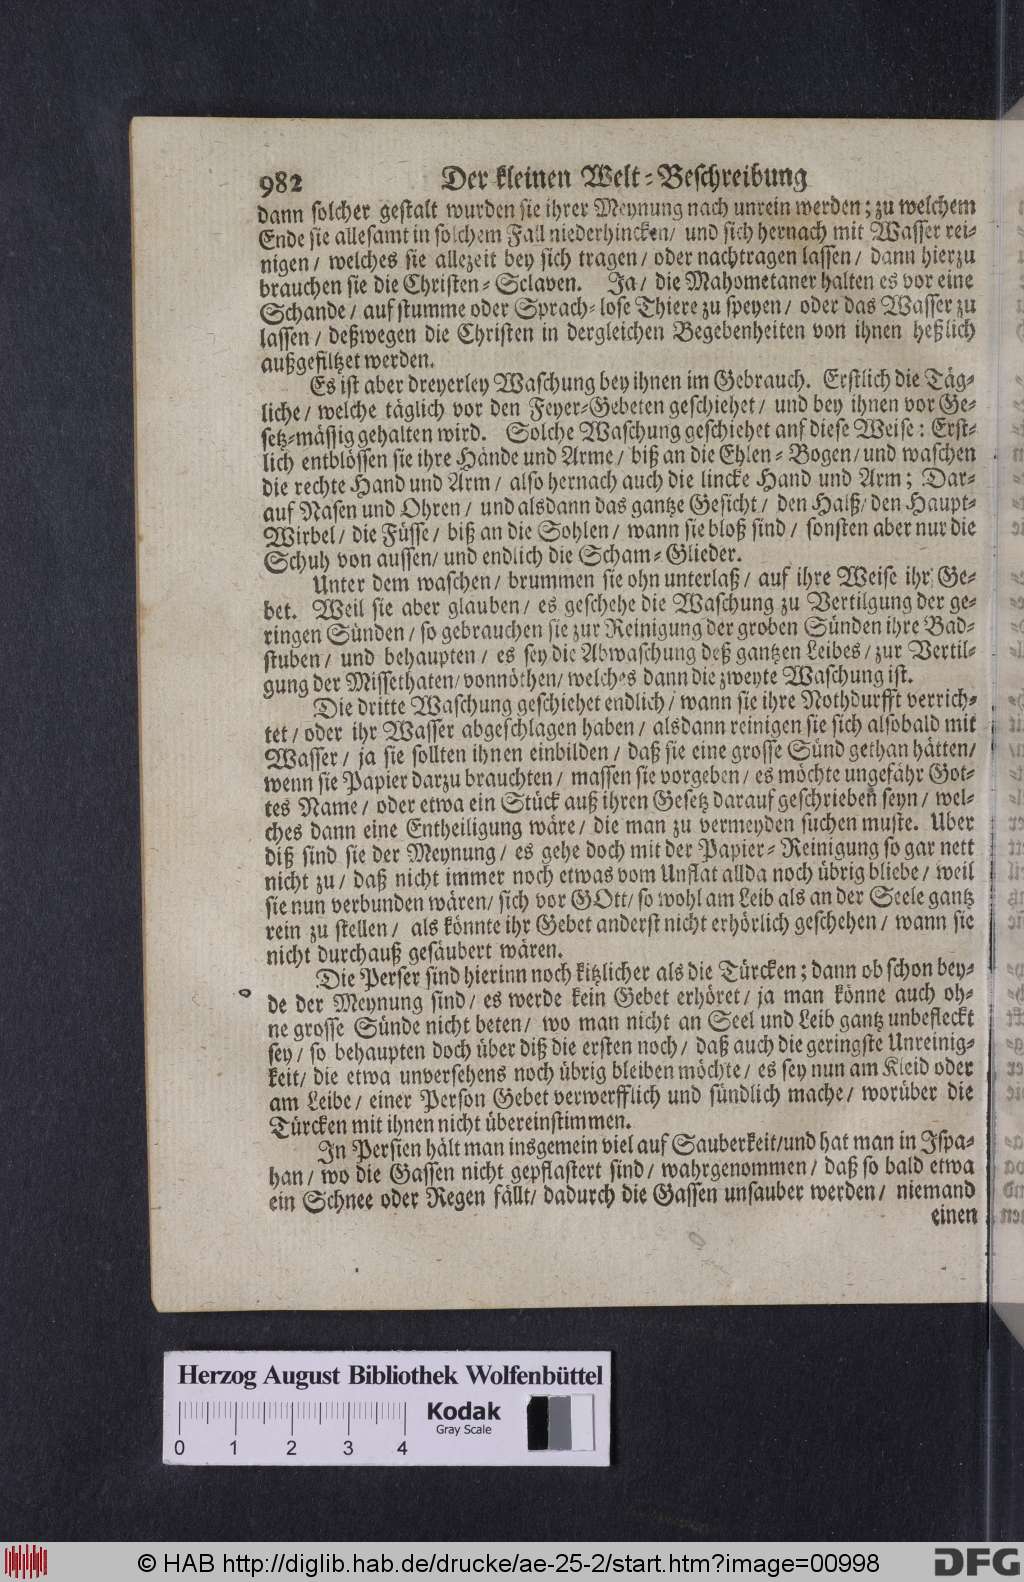 982 Der kleinen Welt-Beschreibung
dann solcher gestalt wurden sie ihrer Meynung nach unrein werden; zu welchem
Ende sie allesamt in solchem Fall niederhincken/ und sich hernach mit Wasser rei-
nigen/ welches sie allezeit bey sich tragen/ oder nachtragen lassen/ dann hierzu
brauchen sie die Christen-Sclaven. Ja/ die Mahometaner halten es vor eine
Schande/ auf stumme oder Sprach-lose Thiere zu speyen/ oder das Wasser zu
lassen/ deßwegen die Christen in dergleichen Begebenheiten von ihnen heßlich
außgefiltzet werden.
Es ist aber dreyerley Waschung bey ihnen im Gebrauch. Erstlich die Täg-
liche/ welche täglich vor den Feyer-Gebeten geschiehet/ und bey ihnen vor Ge-
setz-mässig gehalten wird. Solche Waschung geschiehet anf diese Weise: Erst-
lich entblössen sie ihre Hände und Arme/ biß an die Ehlen-Bogen/ und waschen
die rechte Hand und Arm/ also hernach auch die lincke Hand und Arm; Dar-
auf Nasen und Ohren/ und alsdann das gantze Gesicht/ den Halß/ den Haupt-
Wirbel/ die Füsse/ biß an die Sohlen/ wann sie bloß sind/ sonsten aber nur die
Schuh von aussen/ und endlich die Scham-Glieder.
Unter dem waschen/ brummen sie ohn unterlaß/ auf ihre Weise ihr Ge-
bet. Weil sie aber glauben/ es geschehe die Waschung zu Vertilgung der ge-
ringen Sünden/ so gebrauchen sie zur Reinigung der groben Sünden ihre Bad-
stuben/ und behaupten/ es sey die Abwaschung deß gantzen Leibes/ zur Vertil-
gung der Missethaten/ vonnöthen/ welches dann die zweyte Waschung ist.
Die dritte Waschung geschiehet endlich/ wann sie ihre Nothdurfft verrich-
tet/ oder ihr Wasser abgeschlagen haben/ alsdann reinigen sie sich alsobald mit
Wasser/ ja sie sollten ihnen einbilden/ daß sie eine grosse Sünd gethan hätten/
wenn sie Papier darzu brauchten/ massen sie vorgeben/ es möchte ungefähr Got-
tes Name/ oder etwa ein Stück auß ihren Gesetz darauf geschrieben seyn/ wel-
ches dann eine Entheiligung wäre/ die man zu vermeyden suchen muste. Uber
diß sind sie der Meynung/ es gehe doch mit der Papier-Reinigung so gar nett
nicht zu/ daß nicht immer noch etwas vom Unflat allda noch übrig bliebe/ weil
sie nun verbunden wären/ sich vor GOtt/ so wohl am Leib als an der Seele gantz
rein zu stellen/ als könnte ihr Gebet anderst nicht erhörlich geschehen/ wann sie
nicht durchauß gesäubert wären.
Die Perser sind hierinn noch kitzlicher als die Türcken; dann ob schon bey-
de der Meynung sind/ es werde kein Gebet erhöret/ ja man könne auch oh-
ne grosse Sünde nicht beten/ wo man nicht an Seel und Leib gantz unbefleckt
sey/ so behaupten doch über diß die ersten noch/ daß auch die geringste Unreinig-
keit/ die etwa unversehens noch übrig bleiben möchte/ es sey nun am Kleid oder
am Leibe/ einer Person Gebet verwerfflich und sündlich mache/ worüber die
Türcken mit ihnen nicht übereinstimmen.
In Persien hält man insgemein viel auf Sauberkeit/ und hat man in Ispa-
han/ wo die Gassen nicht gepflastert sind/ wahrgenommen/ daß so bald etwa
ein Schnee oder Regen fällt/ dadurch die Gassen unsauber werden/ niemand
einen
Herzog August Bibliothek Wolfenbüttel
Kodak
Gray Scale
0 1 2 3 4
© HAB http://diglib.hab.de/drucke/ae-25-2/start.htm?image=00998
DFG